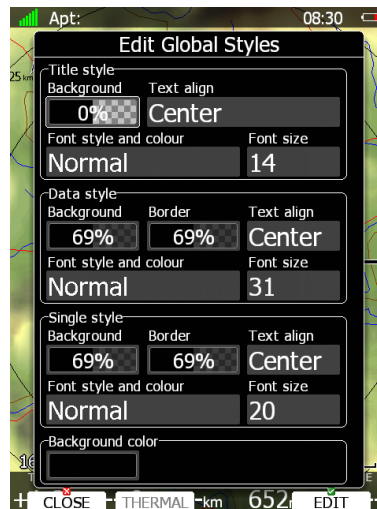 Apt: 08:30
Edit Global Styles
25 km
Title style
Background Text align
0% Center
Font style and colour Font size
Normal 14
Data style
Background Border Text align
69% 69% Center
Font style and colour Font size
Normal 31
Single style
Background Border Text align
69% 69% Center
Font style and colour Font size
Normal 20
Background color
16
CLOSE THERMAL km 652 EDIT